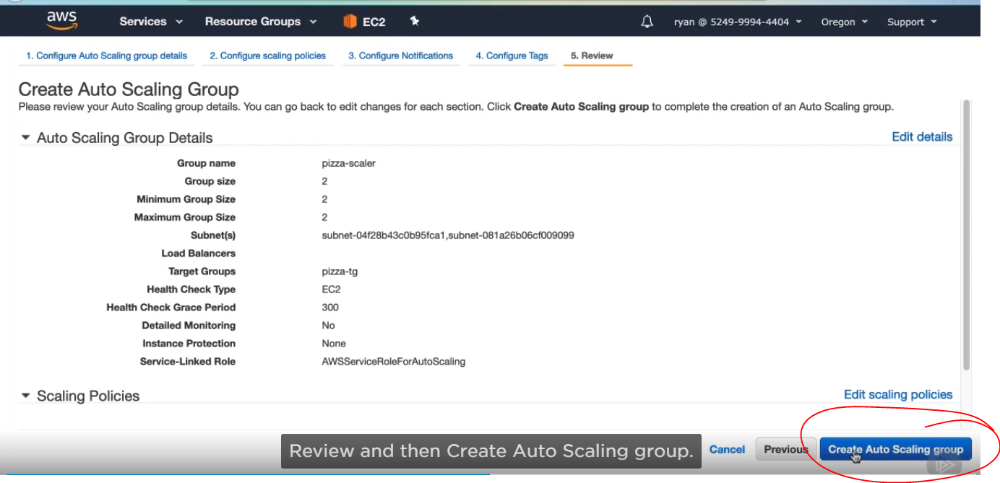 aws Services Resource Groups EC2 ryan @ 5249-9994-4404 Oregon Support
1. Configure Auto Scaling group details 2. Configure scaling policies 3. Configure Notifications 4. Configure Tags 5. Review
Create Auto Scaling Group
Please review your Auto Scaling group details. You can go back to edit changes for each section. Click Create Auto Scaling group to complete the creation of an Auto Scaling group.
Auto Scaling Group Details Edit details
Group name pizza-scaler
Group size 2
Minimum Group Size 2
Maximum Group Size 2
Subnet(s) subnet-04f28b43c0b95fca1,subnet-081a26b06cf009099
Load Balancers
Target Groups pizza-tg
Health Check Type EC2
Health Check Grace Period 300
Detailed Monitoring No
Instance Protection None
Service-Linked Role AWSServiceRoleForAutoScaling
Scaling Policies Edit scaling policies
Review and then Create Auto Scaling group. Cancel Previous Create Auto Scaling group